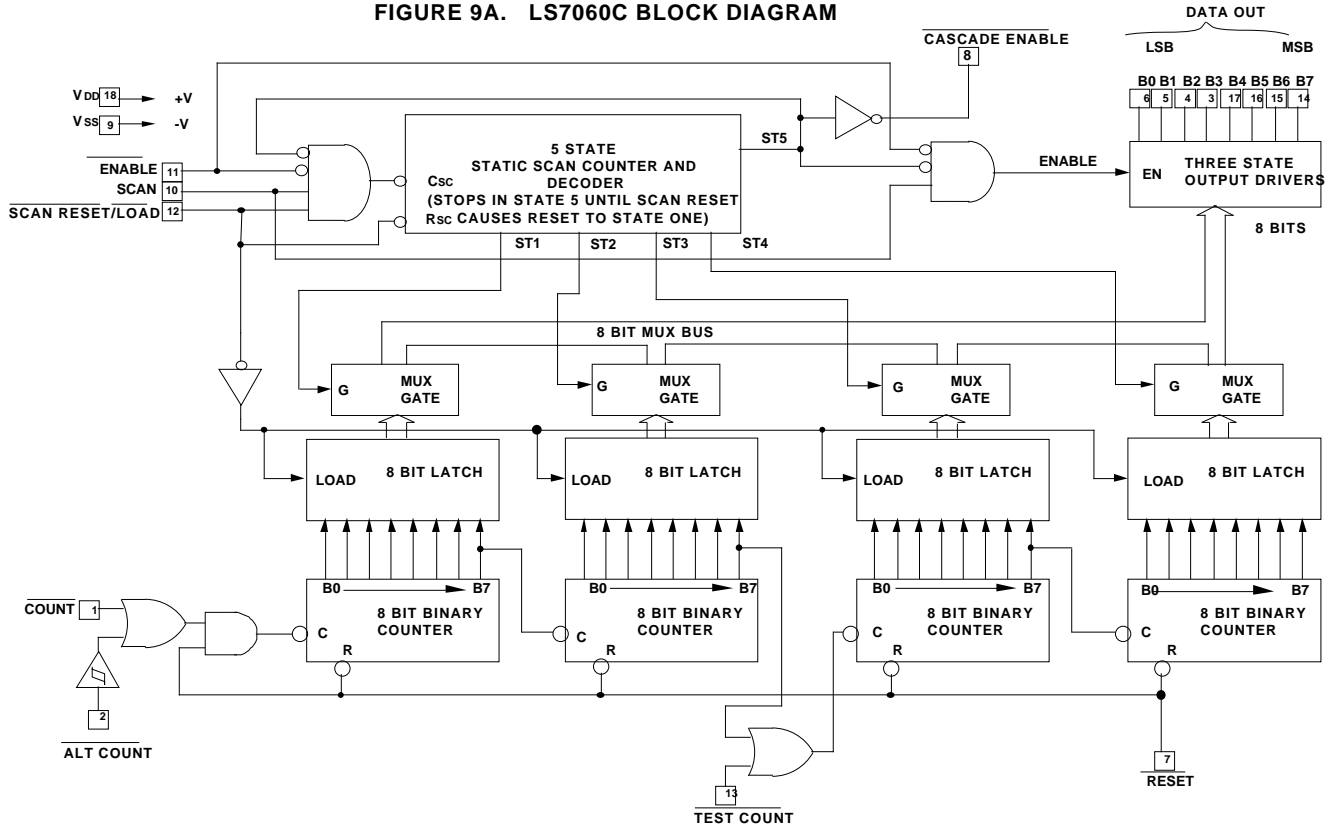 FIGURE 9A. LS7060C BLOCK DIAGRAM
DATA OUT
LSB MSB
CASCADE ENABLE
8
B0 B1 B2 B3 B4 B5 B6 B7
6 5 4 3 17 16 15 14
VDD 18 +V
VSS 9 -V
ENABLE 11
SCAN 10
SCAN RESET/LOAD 12
5 STATE
STATIC SCAN COUNTER AND
DECODER
(STOPS IN STATE 5 UNTIL SCAN RESET
RSC CAUSES RESET TO STATE ONE)
CSC
ST5
ENABLE
EN
THREE STATE
OUTPUT DRIVERS
8 BITS
ST1 ST2 ST3 ST4
8 BIT MUX BUS
G MUX
GATE
G MUX
GATE
G MUX
GATE
G MUX
GATE
LOAD 8 BIT LATCH
LOAD 8 BIT LATCH
LOAD 8 BIT LATCH
LOAD 8 BIT LATCH
B0 B7
8 BIT BINARY
COUNTER
C
R
B0 B7
8 BIT BINARY
COUNTER
C
R
B0 B7
8 BIT BINARY
COUNTER
C
R
B0 B7
8 BIT BINARY
COUNTER
C
R
COUNT 1
2
ALT COUNT
13
TEST COUNT
7
RESET